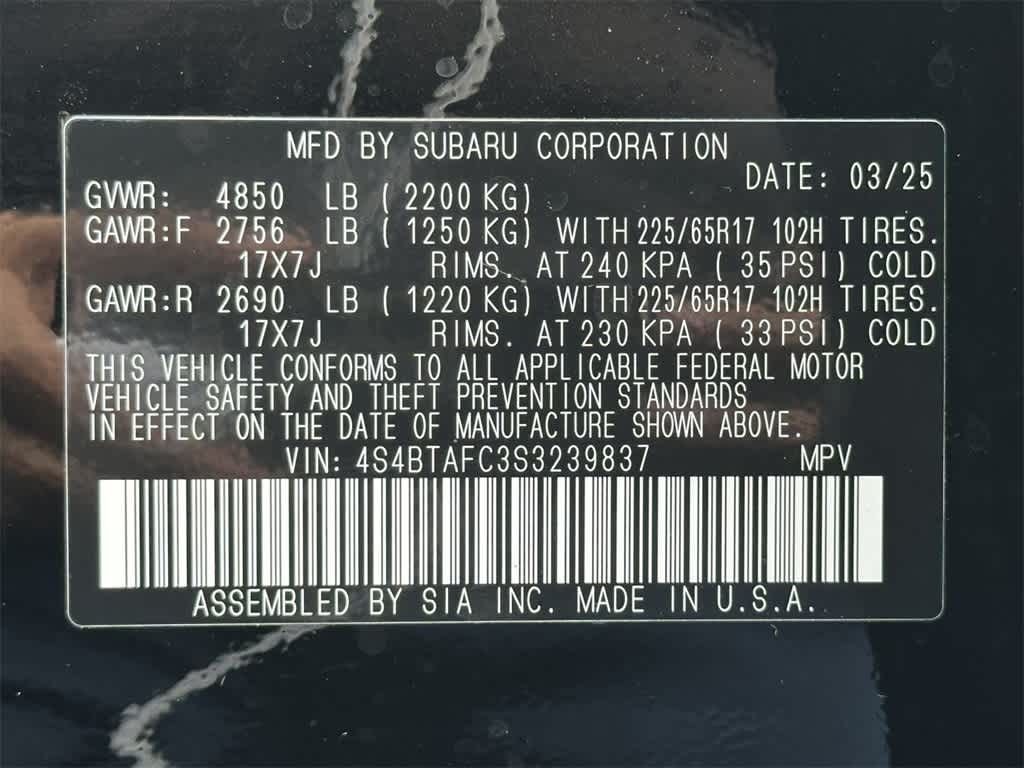 MFD BY SUBARU CORPORATION
DATE: 03/25
GVWR: 4850 LB (2200 KG)
GAWR:F 2756 LB (1250 KG) WITH 225/65R17 102H TIRES.
17X7J RIMS. AT 240 KPA (35 PSI) COLD
GAWR:R 2690 LB (1220 KG) WITH 225/65R17 102H TIRES.
17X7J RIMS. AT 230 KPA (33 PSI) COLD
THIS VEHICLE CONFORMS TO ALL APPLICABLE FEDERAL MOTOR
VEHICLE SAFETY AND THEFT PREVENTION STANDARDS
IN EFFECT ON THE DATE OF MANUFACTURE SHOWN ABOVE.
VIN: 4S4BTAFC3S3239837 MPV
ASSEMBLED BY SIA INC. MADE IN U.S.A.